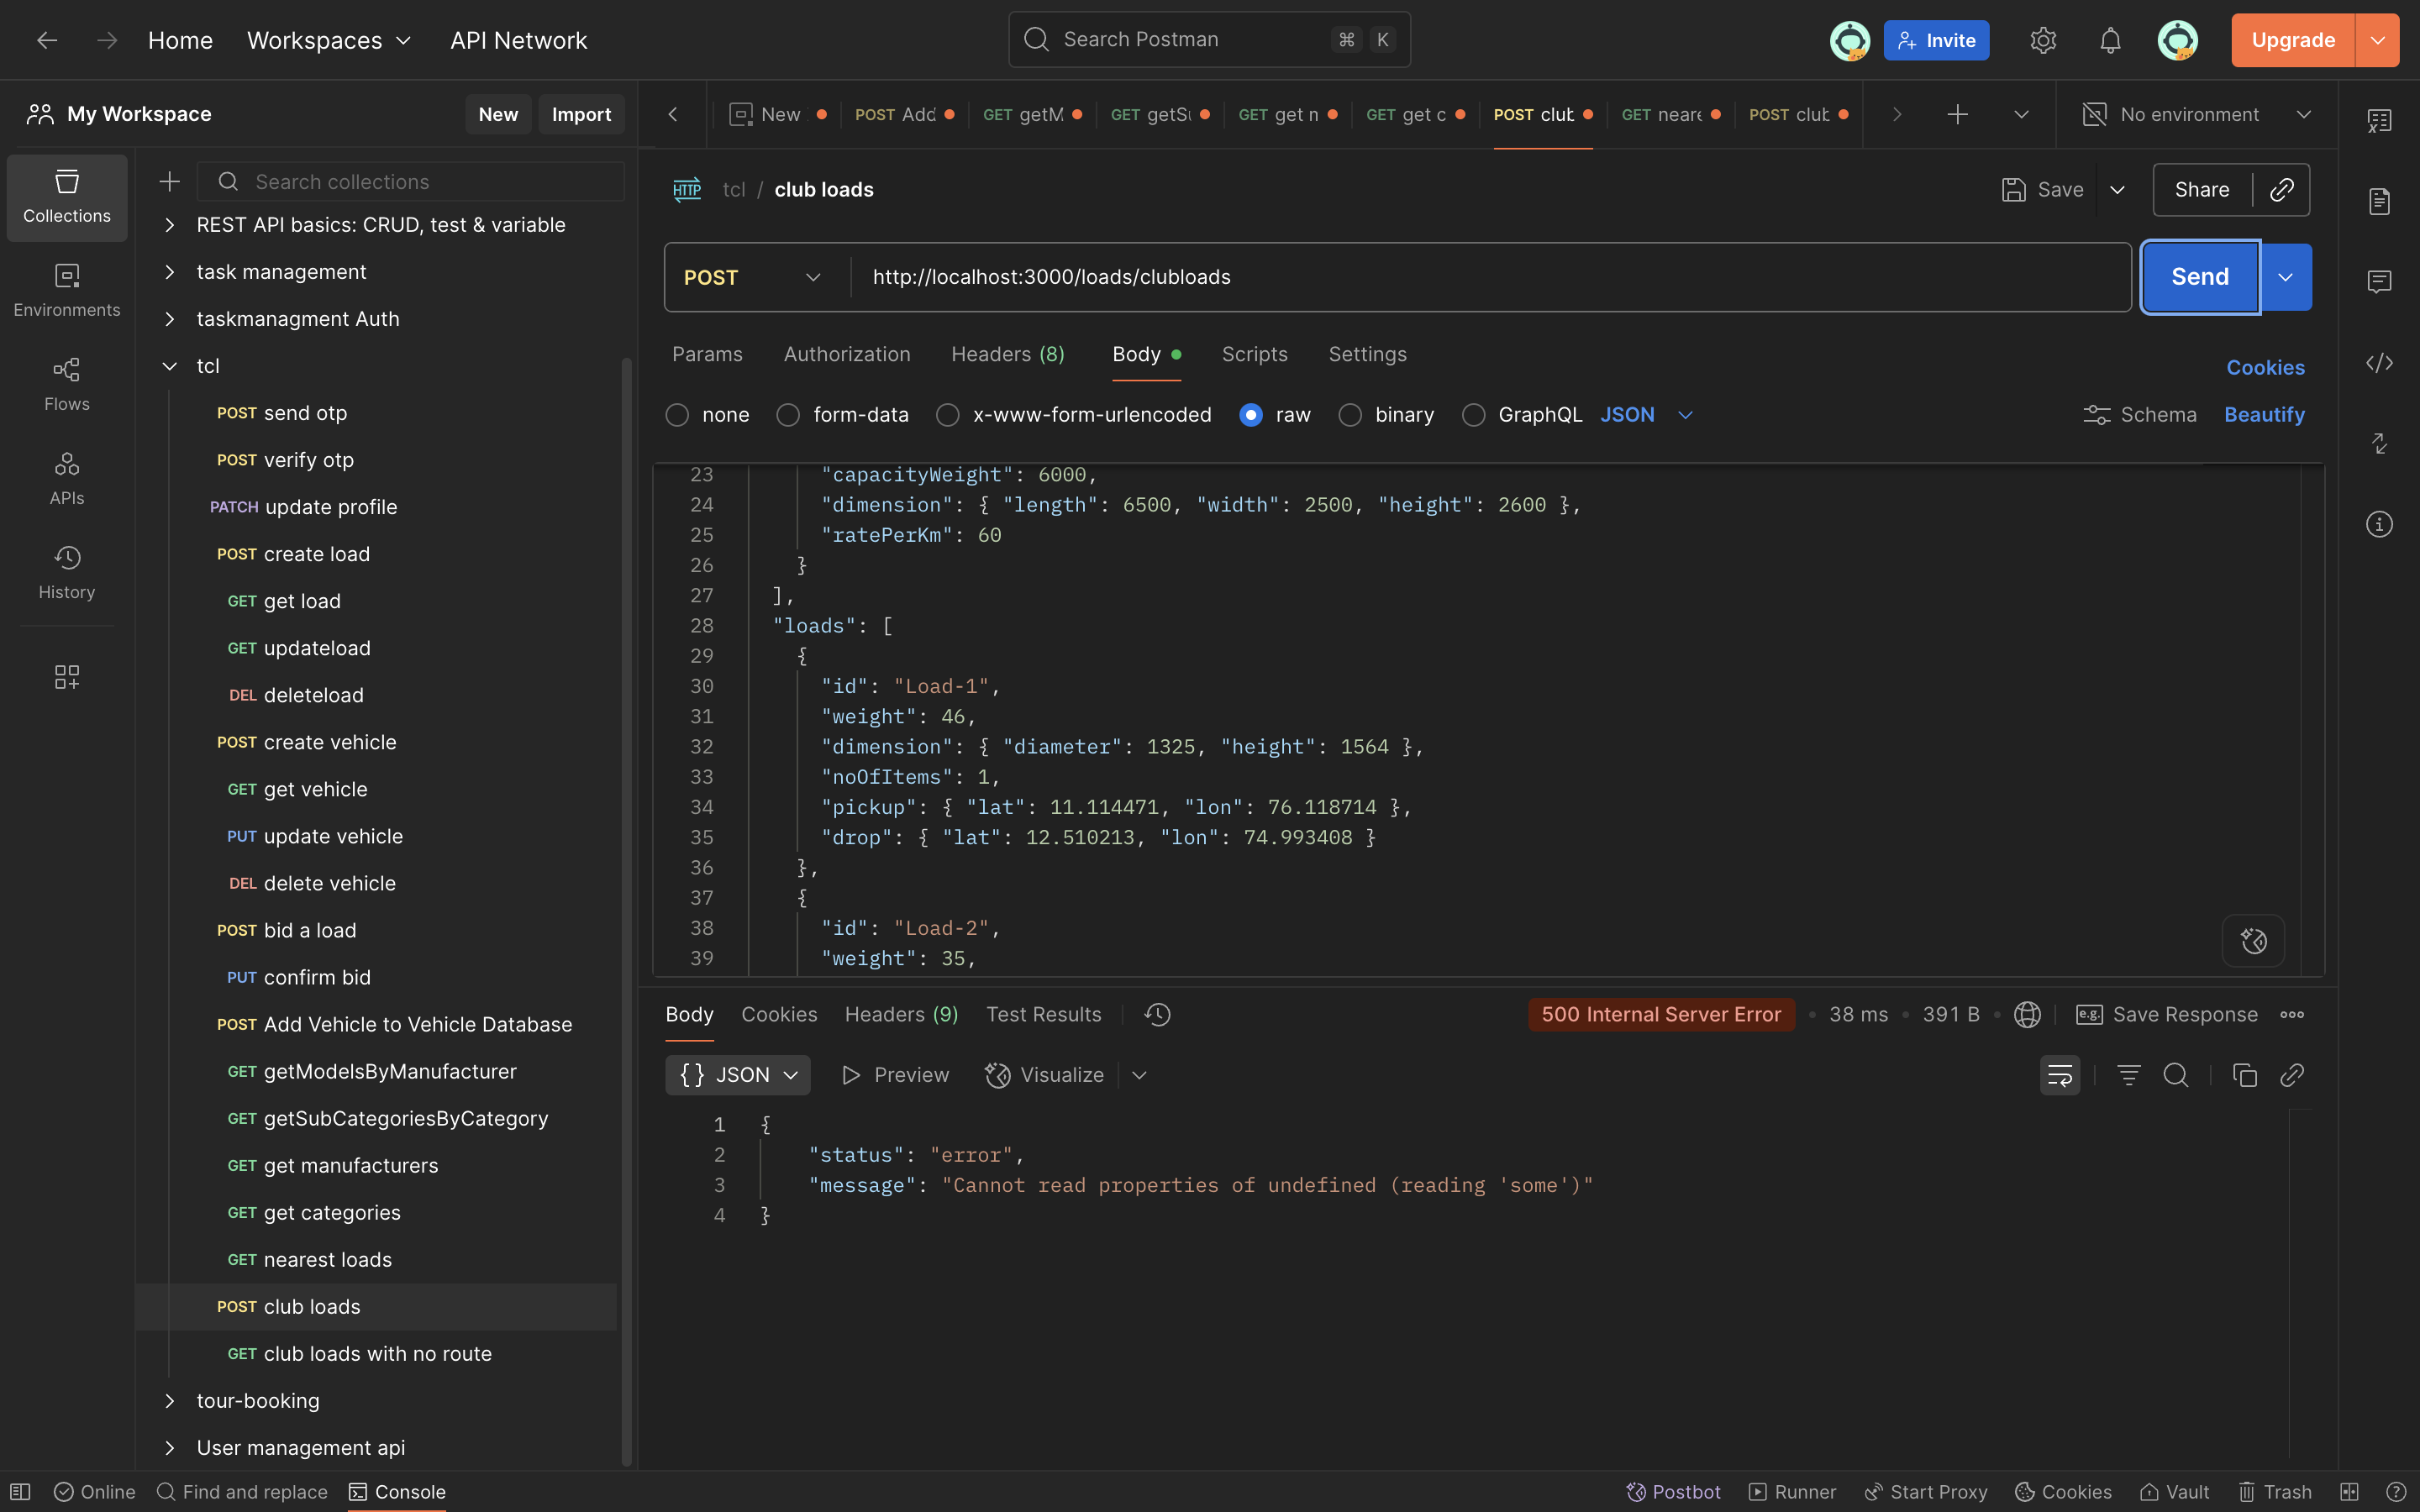 Home Workspaces API Network Search Postman ⌘ K Invite Upgrade
My Workspace New Import
New POST Add GET getM GET getSu GET get n GET get c POST club GET neare POST club No environment
Collections
Environments
Flows
APIs
History
Search collections
REST API basics: CRUD, test & variable
task management
taskmanagment Auth
tcl
POST send otp
POST verify otp
PATCH update profile
POST create load
GET get load
GET updateload
DEL deleteload
POST create vehicle
GET get vehicle
PUT update vehicle
DEL delete vehicle
POST bid a load
PUT confirm bid
POST Add Vehicle to Vehicle Database
GET getModelsByManufacturer
GET getSubCategoriesByCategory
GET get manufacturers
GET get categories
GET nearest loads
POST club loads
GET club loads with no route
tour-booking
User management api
HTTP tcl / club loads Save Share
POST http://localhost:3000/loads/clubloads Send
Params Authorization Headers (8) Body Scripts Settings Cookies
none form-data x-www-form-urlencoded raw binary GraphQL JSON Schema Beautify
23 "capacityWeight": 6000,
24 "dimension": { "length": 6500, "width": 2500, "height": 2600 },
25 "ratePerKm": 60
26 }
27 ],
28 "loads": [
29 {
30 "id": "Load-1",
31 "weight": 46,
32 "dimension": { "diameter": 1325, "height": 1564 },
33 "noOfItems": 1,
34 "pickup": { "lat": 11.114471, "lon": 76.118714 },
35 "drop": { "lat": 12.510213, "lon": 74.993408 }
36 },
37 {
38 "id": "Load-2",
39 "weight": 35,
Body Cookies Headers (9) Test Results 500 Internal Server Error • 38 ms • 391 B • e.g. Save Response
{} JSON Preview Visualize
1 {
2 "status": "error",
3 "message": "Cannot read properties of undefined (reading 'some')"
4 }
Online Find and replace Console Postbot Runner Start Proxy Cookies Vault Trash